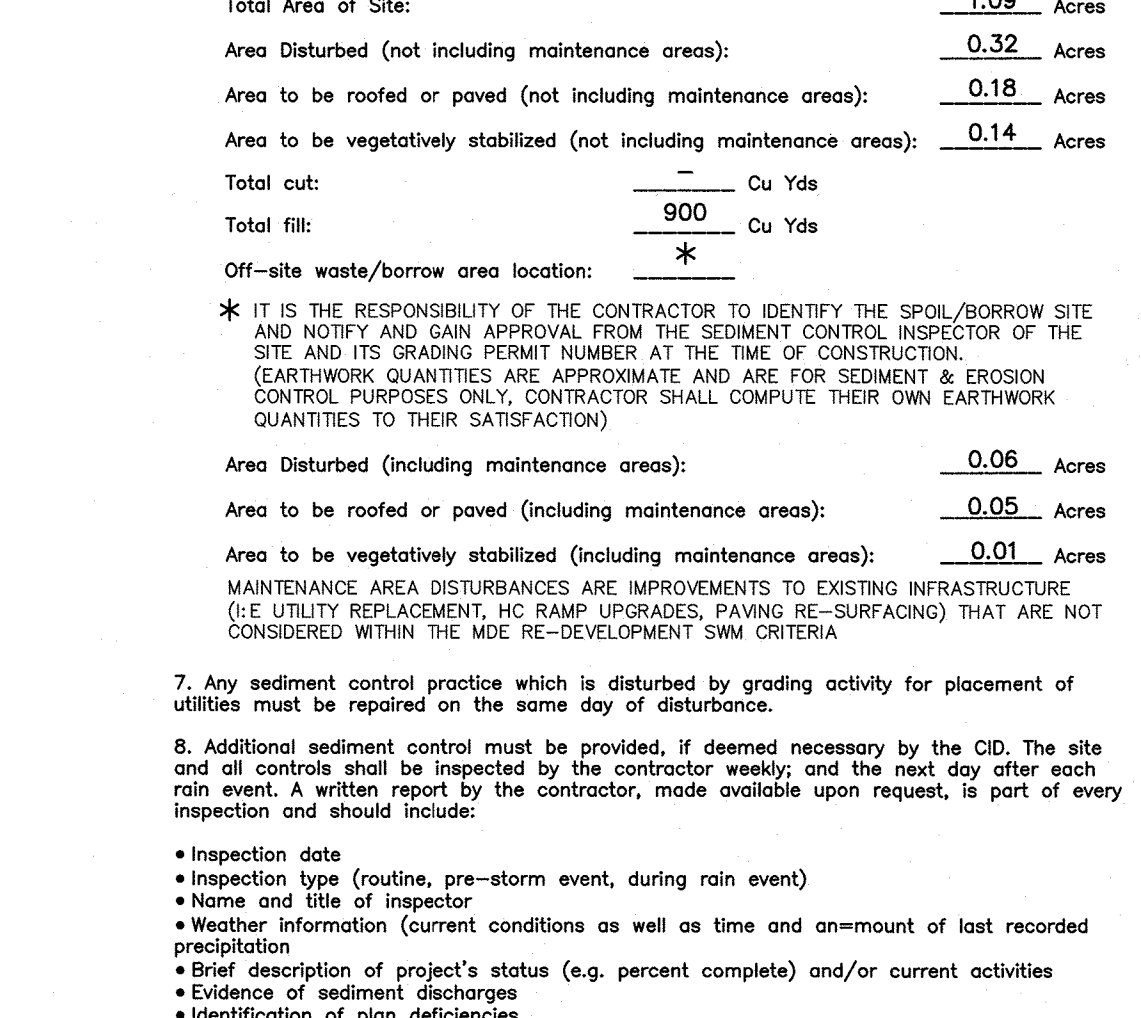 Total Area of Site: 1.09 Acres
Area Disturbed (not including maintenance areas): 0.32 Acres
Area to be roofed or paved (not including maintenance areas): 0.18 Acres
Area to be vegetatively stabilized (not including maintenance areas): 0.14 Acres
Total cut: – Cu Yds
Total fill: 900 Cu Yds
Off–site waste/borrow area location: *
* IT IS THE RESPONSIBILITY OF THE CONTRACTOR TO IDENTIFY THE SPOIL/BORROW SITE
AND NOTIFY AND GAIN APPROVAL FROM THE SEDIMENT CONTROL INSPECTOR OF THE
SITE AND ITS GRADING PERMIT NUMBER AT THE TIME OF CONSTRUCTION.
(EARTHWORK QUANTITIES ARE APPROXIMATE AND ARE FOR SEDIMENT & EROSION
CONTROL PURPOSES ONLY, CONTRACTOR SHALL COMPUTE THEIR OWN EARTHWORK
QUANTITIES TO THEIR SATISFACTION)
Area Disturbed (including maintenance areas): 0.06 Acres
Area to be roofed or paved (including maintenance areas): 0.05 Acres
Area to be vegetatively stabilized (including maintenance areas): 0.01 Acres
MAINTENANCE AREA DISTURBANCES ARE IMPROVEMENTS TO EXISTING INFRASTRUCTURE
(I:E UTILITY REPLACEMENT, HC RAMP UPGRADES, PAVING RE–SURFACING) THAT ARE NOT
CONSIDERED WITHIN THE MDE RE–DEVELOPMENT SWM CRITERIA
7. Any sediment control practice which is disturbed by grading activity for placement of
utilities must be repaired on the same day of disturbance.
8. Additional sediment control must be provided, if deemed necessary by the CID. The site
and all controls shall be inspected by the contractor weekly; and the next day after each
rain event. A written report by the contractor, made available upon request, is part of every
inspection and should include:
• Inspection date
• Inspection type (routine, pre–storm event, during rain event)
• Name and title of inspector
• Weather information (current conditions as well as time and an=mount of last recorded
precipitation
• Brief description of project's status (e.g. percent complete) and/or current activities
• Evidence of sediment discharges
• Identification of plan deficiencies